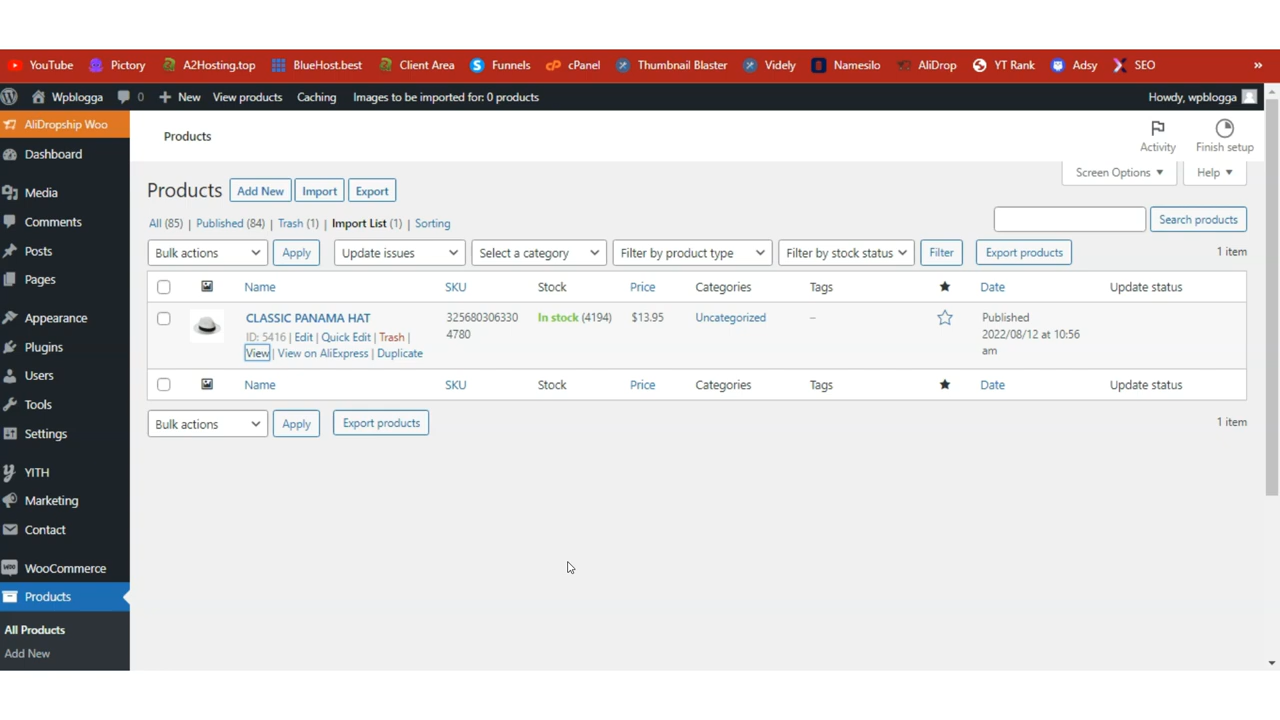 YouTube Pictory A2Hosting.top BlueHost.best Client Area Funnels cPanel Thumbnail Blaster Videly Namesilo AliDrop YT Rank Adsy SEO »
Wpblogga 0 + New View products Caching Images to be imported for: 0 products Howdy, wpblogga
AliDropship Woo
Dashboard
Media
Comments
Posts
Pages
Appearance
Plugins
Users
Tools
Settings
YITH
Marketing
Contact
WooCommerce
Products
All Products
Add New
Products
Activity
Finish setup
Screen Options ▼ Help ▼
Products Add New Import Export
All (85) | Published (84) | Trash (1) | Import List (1) | Sorting
Search products
Bulk actions Apply Update issues Select a category Filter by product type Filter by stock status Filter Export products 1 item
Name SKU Stock Price Categories Tags ★ Date Update status
CLASSIC PANAMA HAT
ID: 5416 | Edit | Quick Edit | Trash |
View | View on AliExpress | Duplicate
325680306330
4780
In stock (4194)
$13.95
Uncategorized
–
Published
2022/08/12 at 10:56
am
Name SKU Stock Price Categories Tags ★ Date Update status
Bulk actions Apply Export products 1 item